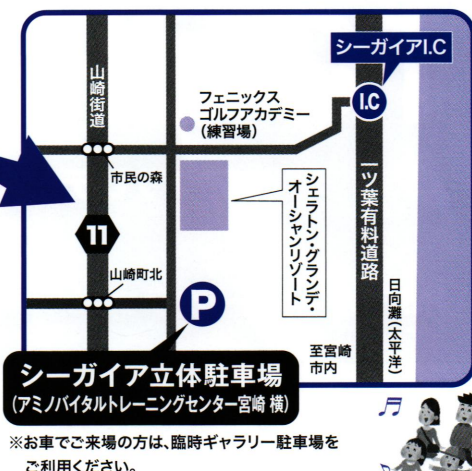 シーガイアI.C
I.C
山崎街道
フェニックス
ゴルフアカデミー
(練習場)
市民の森
一ツ葉有料道路
シェラトン・グランデ・
オーシャンリゾート
11
山崎町北
P
日向灘(太平洋)
至宮崎
市内
シーガイア立体駐車場
(アミノバイタルトレーニングセンター宮崎 横)
※お車でご来場の方は、臨時ギャラリー駐車場を
ご利用ください。